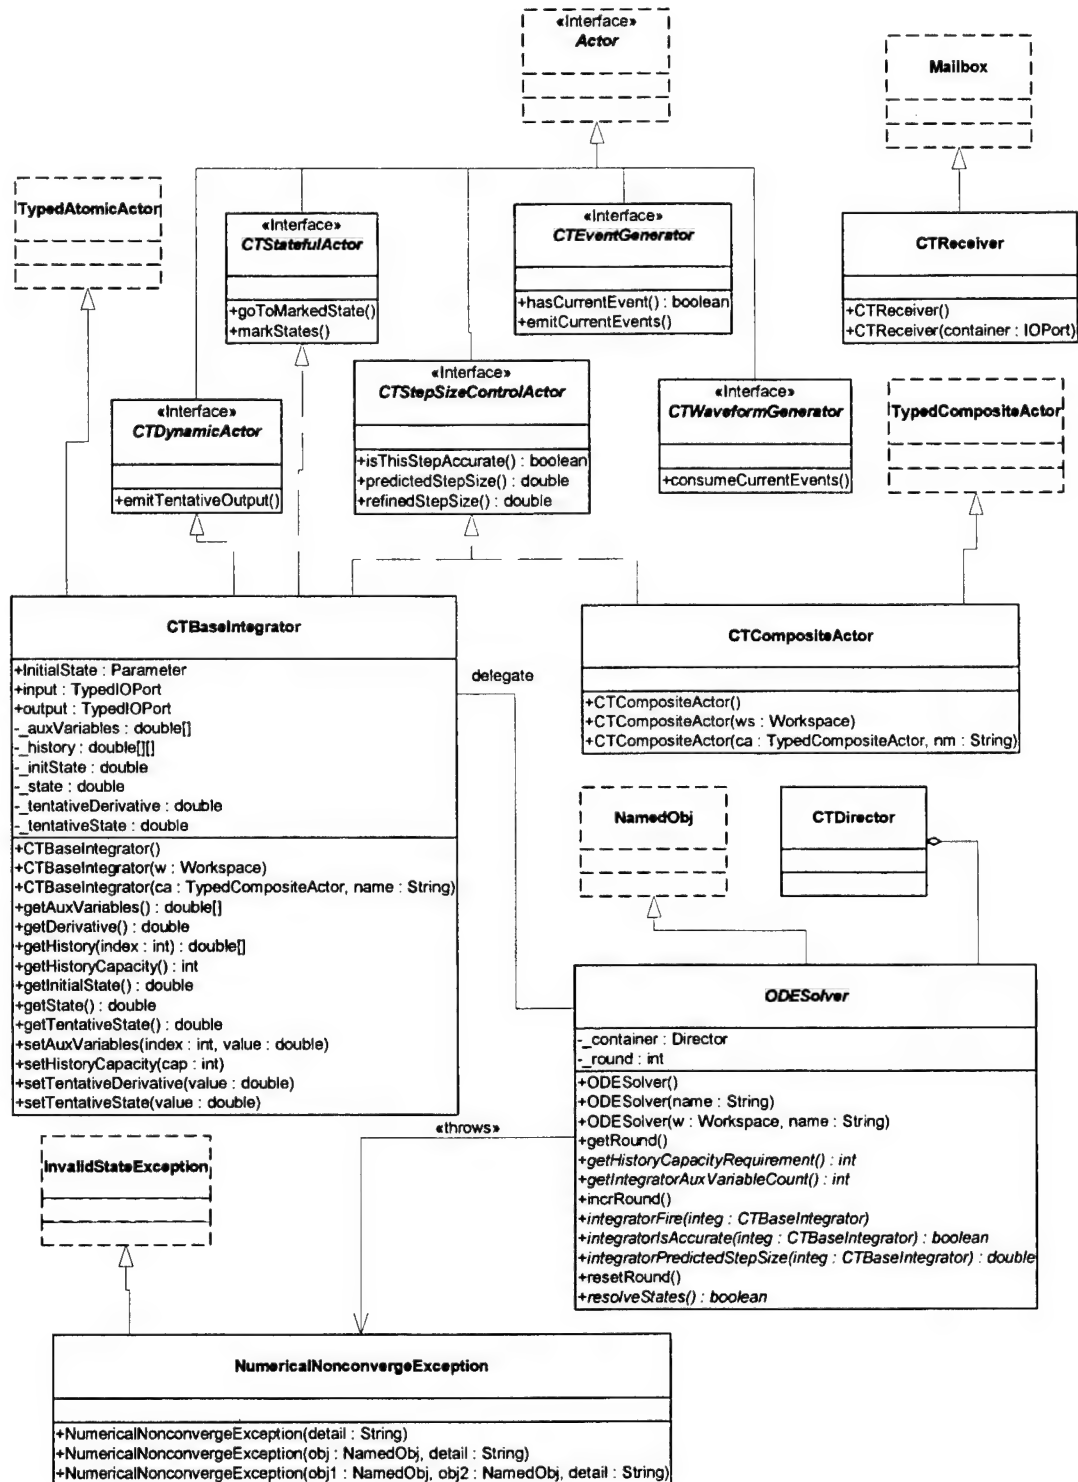 «Interface»
Actor
Mailbox
TypedAtomicActor
«Interface»
CTStatefulActor
+goToMarkedState()
+markStates()
«Interface»
CTEventGenerator
+hasCurrentEvent() : boolean
+emitCurrentEvents()
CTReceiver
+CTReceiver()
+CTReceiver(container : IOPort)
«Interface»
CTDynamicActor
+emitTentativeOutput()
«Interface»
CTStepSizeControlActor
+isThisStepAccurate() : boolean
+predictedStepSize() : double
+refinedStepSize() : double
«Interface»
CTWaveformGenerator
+consumeCurrentEvents()
TypedCompositeActor
CTBaseIntegrator
+InitialState : Parameter
+input : TypedIOPort
+output : TypedIOPort
-_auxVariables : double[]
-_history : double[][]
-_initState : double
-_state : double
-_tentativeDerivative : double
-_tentativeState : double
+CTBaseIntegrator()
+CTBaseIntegrator(w : Workspace)
+CTBaseIntegrator(ca : TypedCompositeActor, name : String)
+getAuxVariables() : double[]
+getDerivative() : double
+getHistory(index : int) : double[]
+getHistoryCapacity() : int
+getInitialState() : double
+getState() : double
+getTentativeState() : double
+setAuxVariables(index : int, value : double)
+setHistoryCapacity(cap : int)
+setTentativeDerivative(value : double)
+setTentativeState(value : double)
delegate
CTCompositeActor
+CTCompositeActor()
+CTCompositeActor(ws : Workspace)
+CTCompositeActor(ca : TypedCompositeActor, nm : String)
NamedObj
CTDirector
ODESolver
-_container : Director
-_round : int
+ODESolver()
+ODESolver(name : String)
+ODESolver(w : Workspace, name : String)
+getRound()
+getHistoryCapacityRequirement() : int
+getIntegratorAuxVariableCount() : int
+incrRound()
+integratorFire(integ : CTBaseIntegrator)
+integratorIsAccurate(integ : CTBaseIntegrator) : boolean
+integratorPredictedStepSize(integ : CTBaseIntegrator) : double
+resetRound()
+resolveStates() : boolean
«throws»
InvalidStateException
NumericalNonconvergeException
+NumericalNonconvergeException(detail : String)
+NumericalNonconvergeException(obj : NamedObj, detail : String)
+NumericalNonconvergeException(obj1 : NamedObj, obj2 : NamedObj, detail : String)